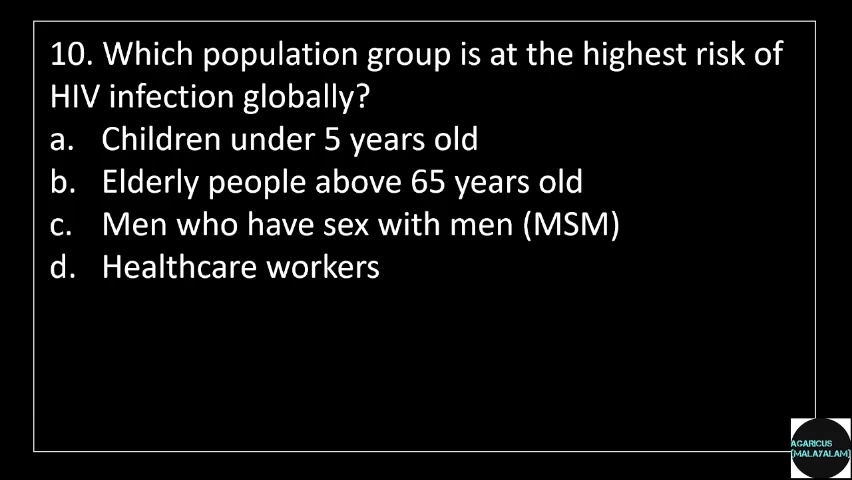 10. Which population group is at the highest risk of
HIV infection globally?
a. Children under 5 years old
b. Elderly people above 65 years old
c. Men who have sex with men (MSM)
d. Healthcare workers
AGARICUS
[MALAYALAM]